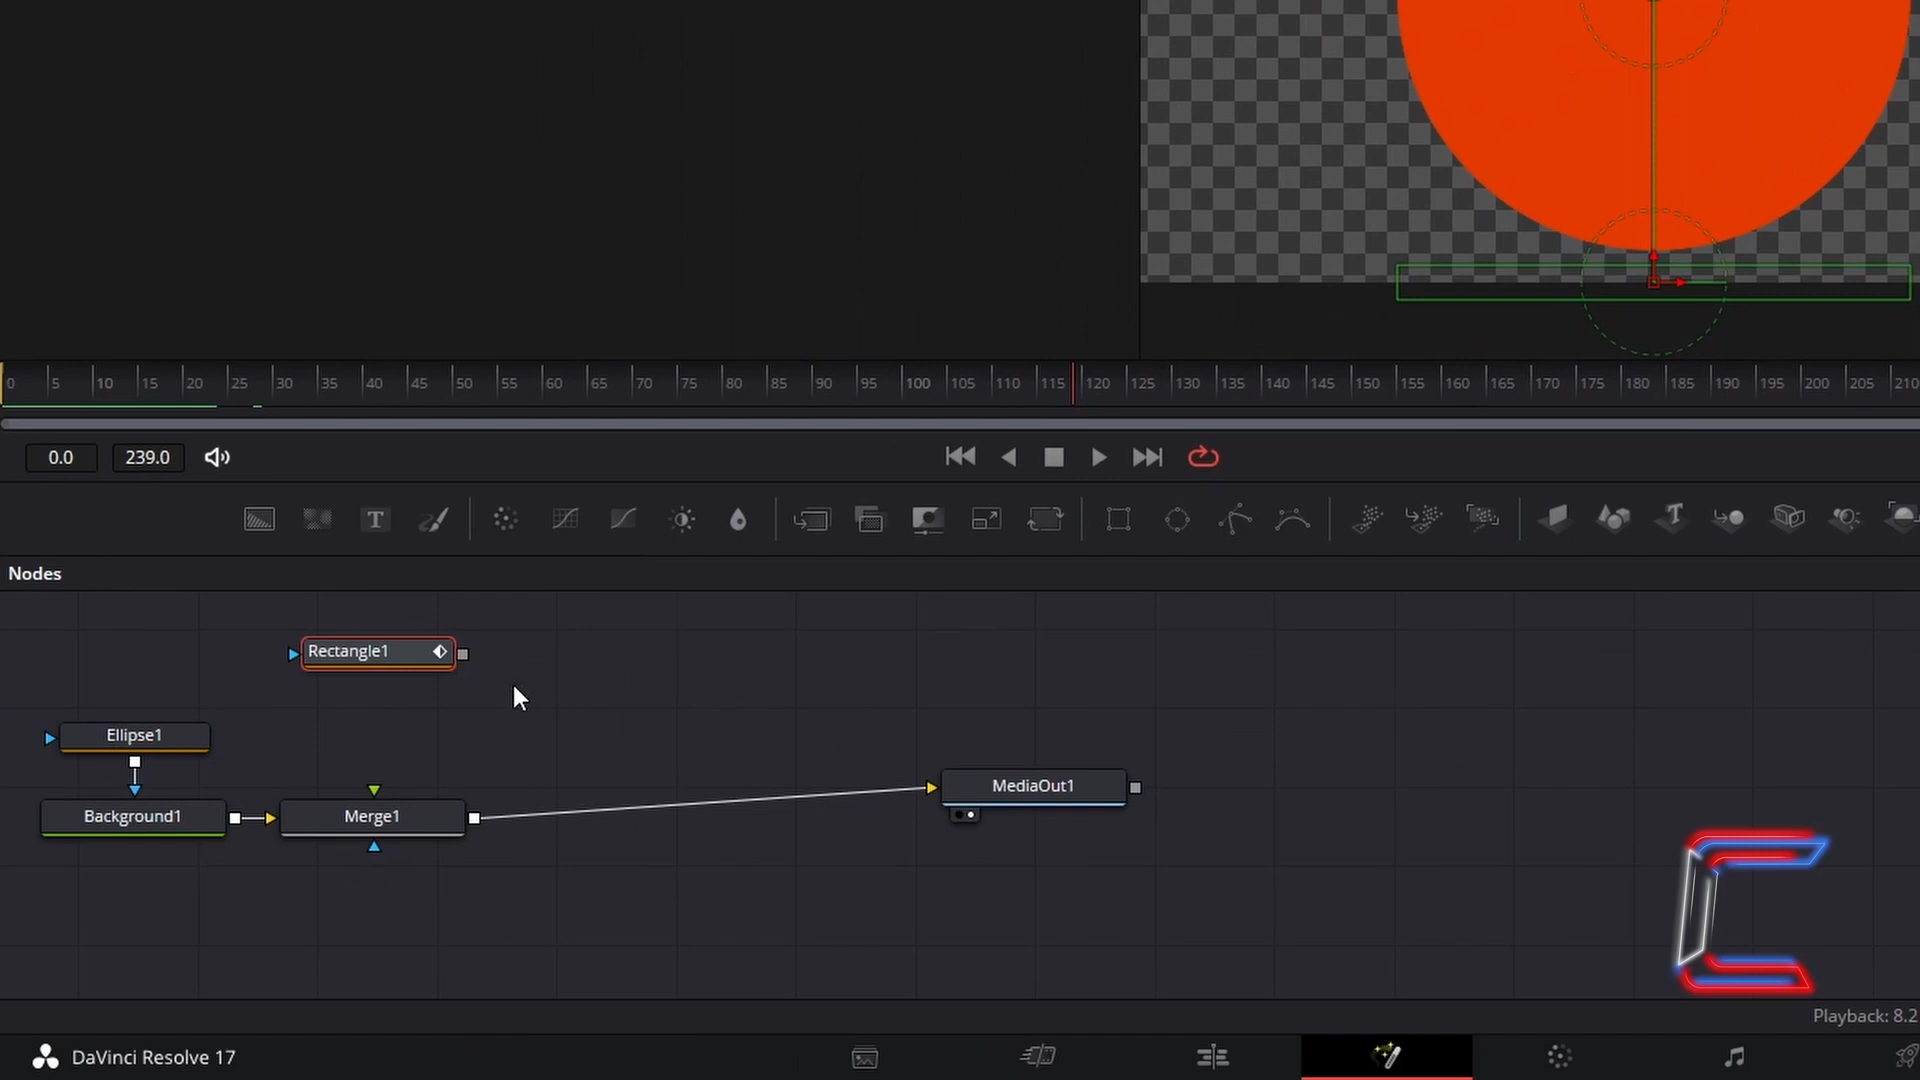 0 5 10 15 20 25 30 35 40 45 50 55 60 65 70 75 80 85 90 95 100 105 110 115 120 125 130 135 140 145 150 155 160 165 170 175 180 185 190 195 200 205 210
0.0 239.0
T
Nodes
Rectangle1
Ellipse1
MediaOut1
Background1 Merge1
Playback: 8.2
DaVinci Resolve 17